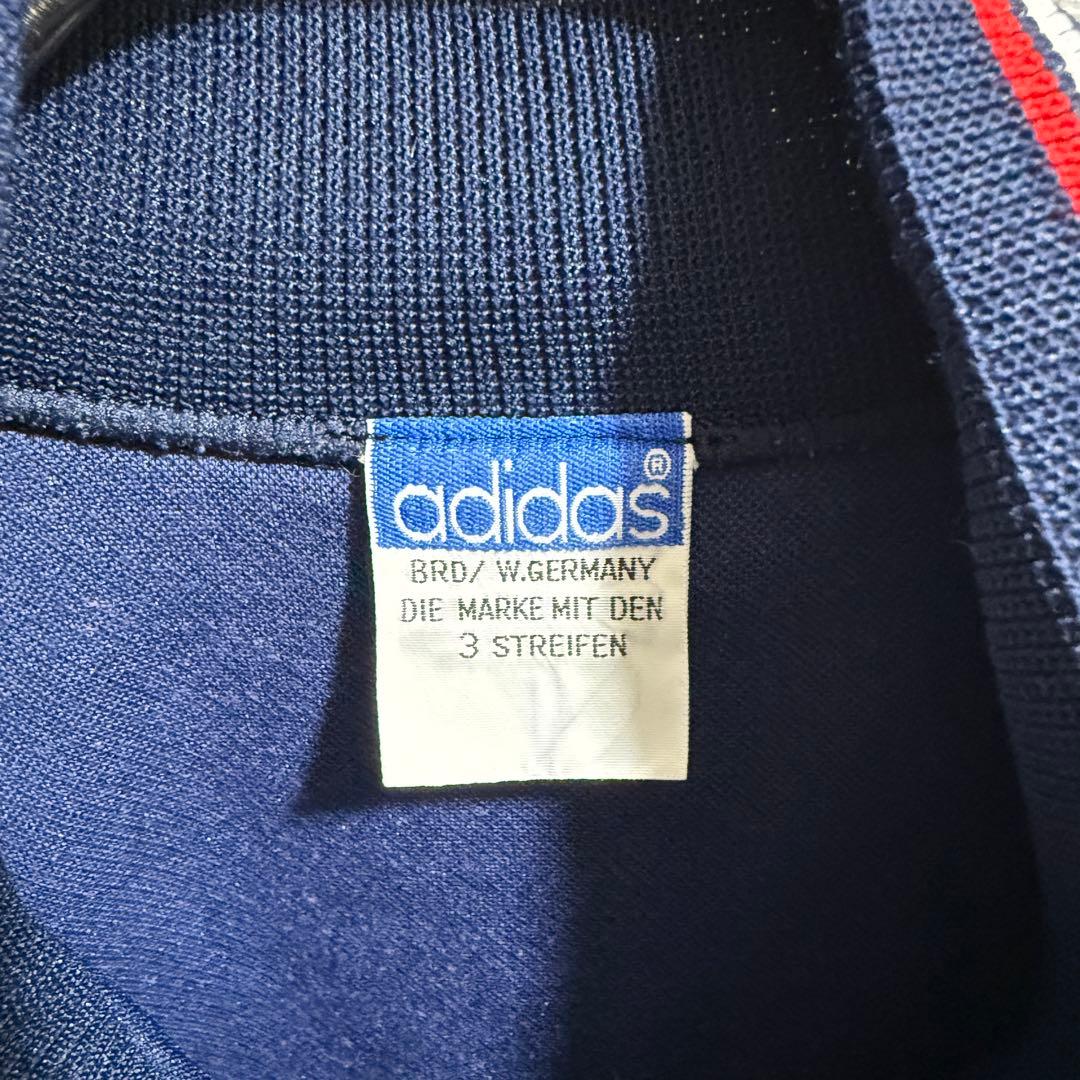 adidas®
BRD/ W.GERMANY
DIE MARKE MIT DEN
3 STREIFEN